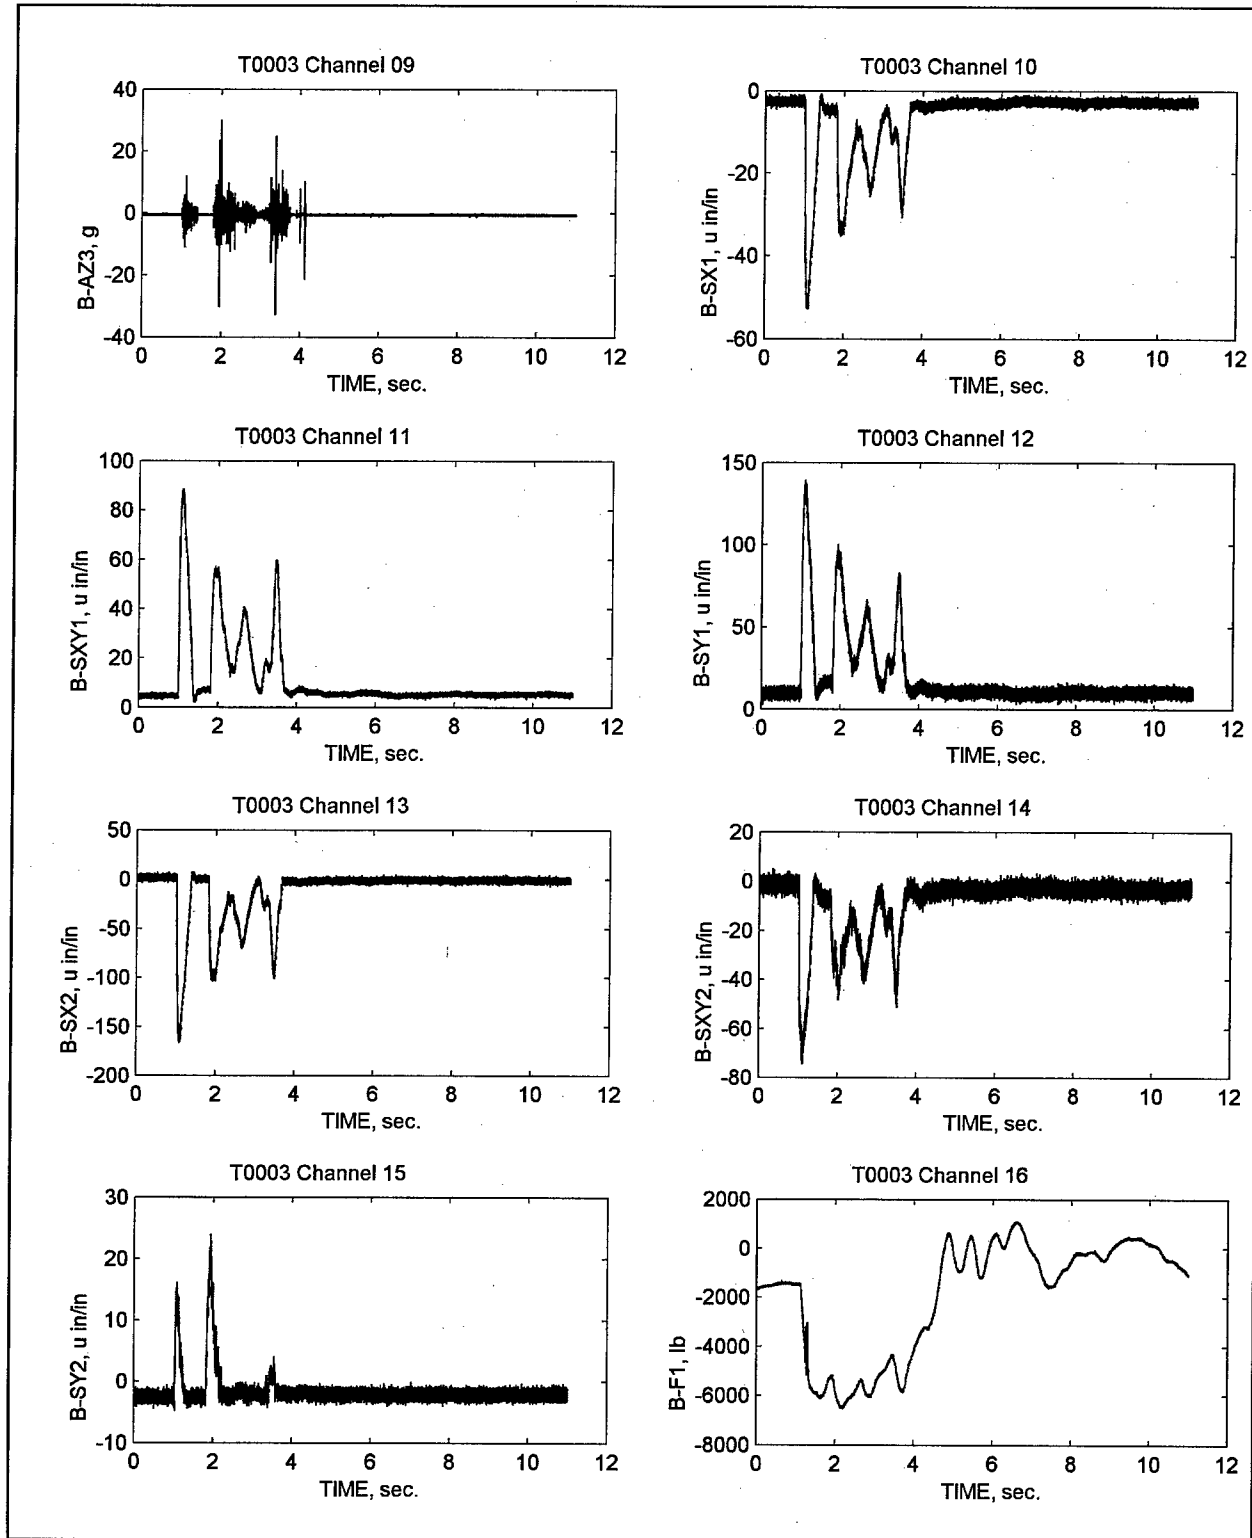 T0003 Channel 09
40
20
0
-20
-40
B-AZ3, g
0 2 4 6 8 10 12
TIME, sec.
T0003 Channel 10
0
-20
-40
-60
B-SX1, u in/in
0 2 4 6 8 10 12
TIME, sec.
T0003 Channel 11
100
80
60
40
20
0
B-SXY1, u in/in
0 2 4 6 8 10 12
TIME, sec.
T0003 Channel 12
150
100
50
0
B-SY1, u in/in
0 2 4 6 8 10 12
TIME, sec.
T0003 Channel 13
50
0
-50
-100
-150
-200
B-SX2, u in/in
0 2 4 6 8 10 12
TIME, sec.
T0003 Channel 14
20
0
-20
-40
-60
-80
B-SXY2, u in/in
0 2 4 6 8 10 12
TIME, sec.
T0003 Channel 15
30
20
10
0
-10
B-SY2, u in/in
0 2 4 6 8 10 12
TIME, sec.
T0003 Channel 16
2000
0
-2000
-4000
-6000
-8000
B-F1, lb
0 2 4 6 8 10 12
TIME, sec.